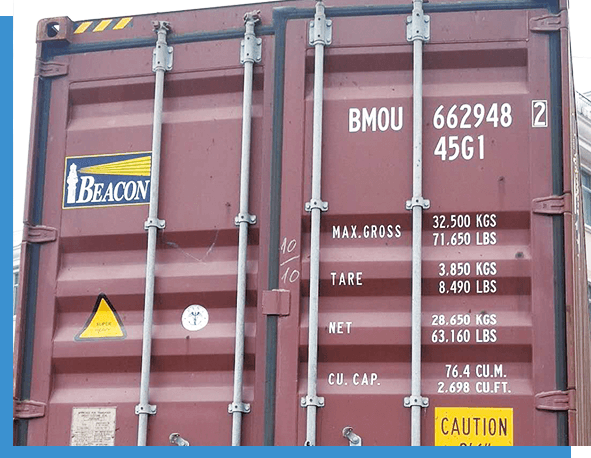 BMOU 662948 2
45G1
BEACON
MAX.GROSS 32.500 KGS
71.650 LBS
10
10
TARE 3.850 KGS
8.490 LBS
NET 28.650 KGS
63.160 LBS
CU. CAP. 76.4 CU.M.
2.698 CU.FT.
CAUTION